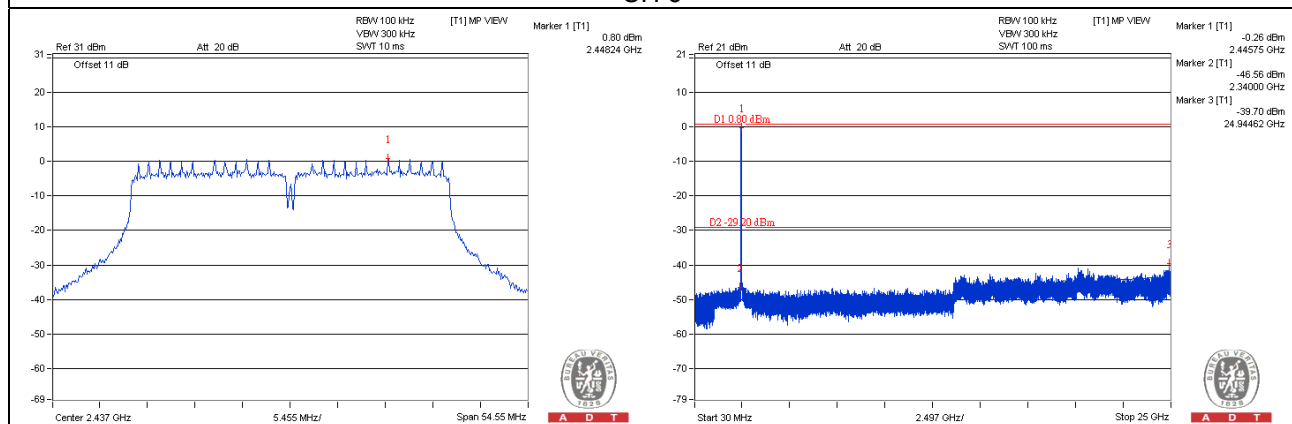 RBW 100 kHz
VBW 300 kHz
SWT 10 ms
[T1] MP VIEW
Marker 1 [T1]
0.80 dBm
2.44824 GHz
Ref 31 dBm
Att 20 dB
31
Offset 11 dB
20
10
1
0
-10
-20
-30
-40
-50
-60
-69
Center 2.437 GHz
5.455 MHz/
Span 54.55 MHz
BUREAU VERITAS
1828
A D T
RBW 100 kHz
VBW 300 kHz
SWT 100 ms
[T1] MP VIEW
Marker 1 [T1]
-0.26 dBm
2.44575 GHz
Marker 2 [T1]
-46.56 dBm
2.34000 GHz
Marker 3 [T1]
-39.70 dBm
24.94462 GHz
Ref 21 dBm
Att 20 dB
21
Offset 11 dB
10
1
D1 0.80 dBm
0
-10
-20
D2 -29.20 dBm
-30
3
2
-40
-50
-60
-70
-79
Start 30 MHz
2.497 GHz/
Stop 25 GHz
BUREAU VERITAS
1828
A D T